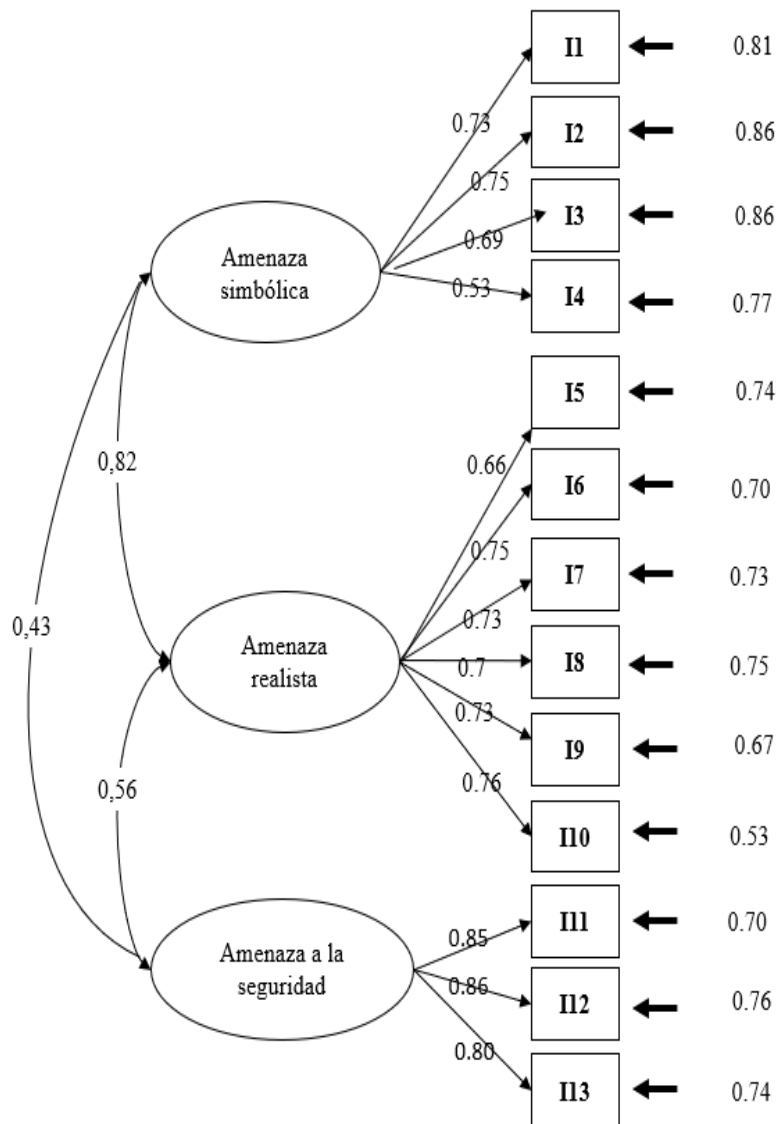 I1
0.81
0.73
I2
0.86
0.75
I3
0.86
0.69
I4
0.77
0.53
Amenaza
simbólica
0,82
0,43
I5
0.74
0.66
I6
0.70
0.75
I7
0.73
0.73
I8
0.75
0.7
I9
0.67
0.73
I10
0.53
0.76
Amenaza
realista
0,56
I11
0.70
0.85
I12
0.76
0.86
I13
0.74
0.80
Amenaza a la
seguridad